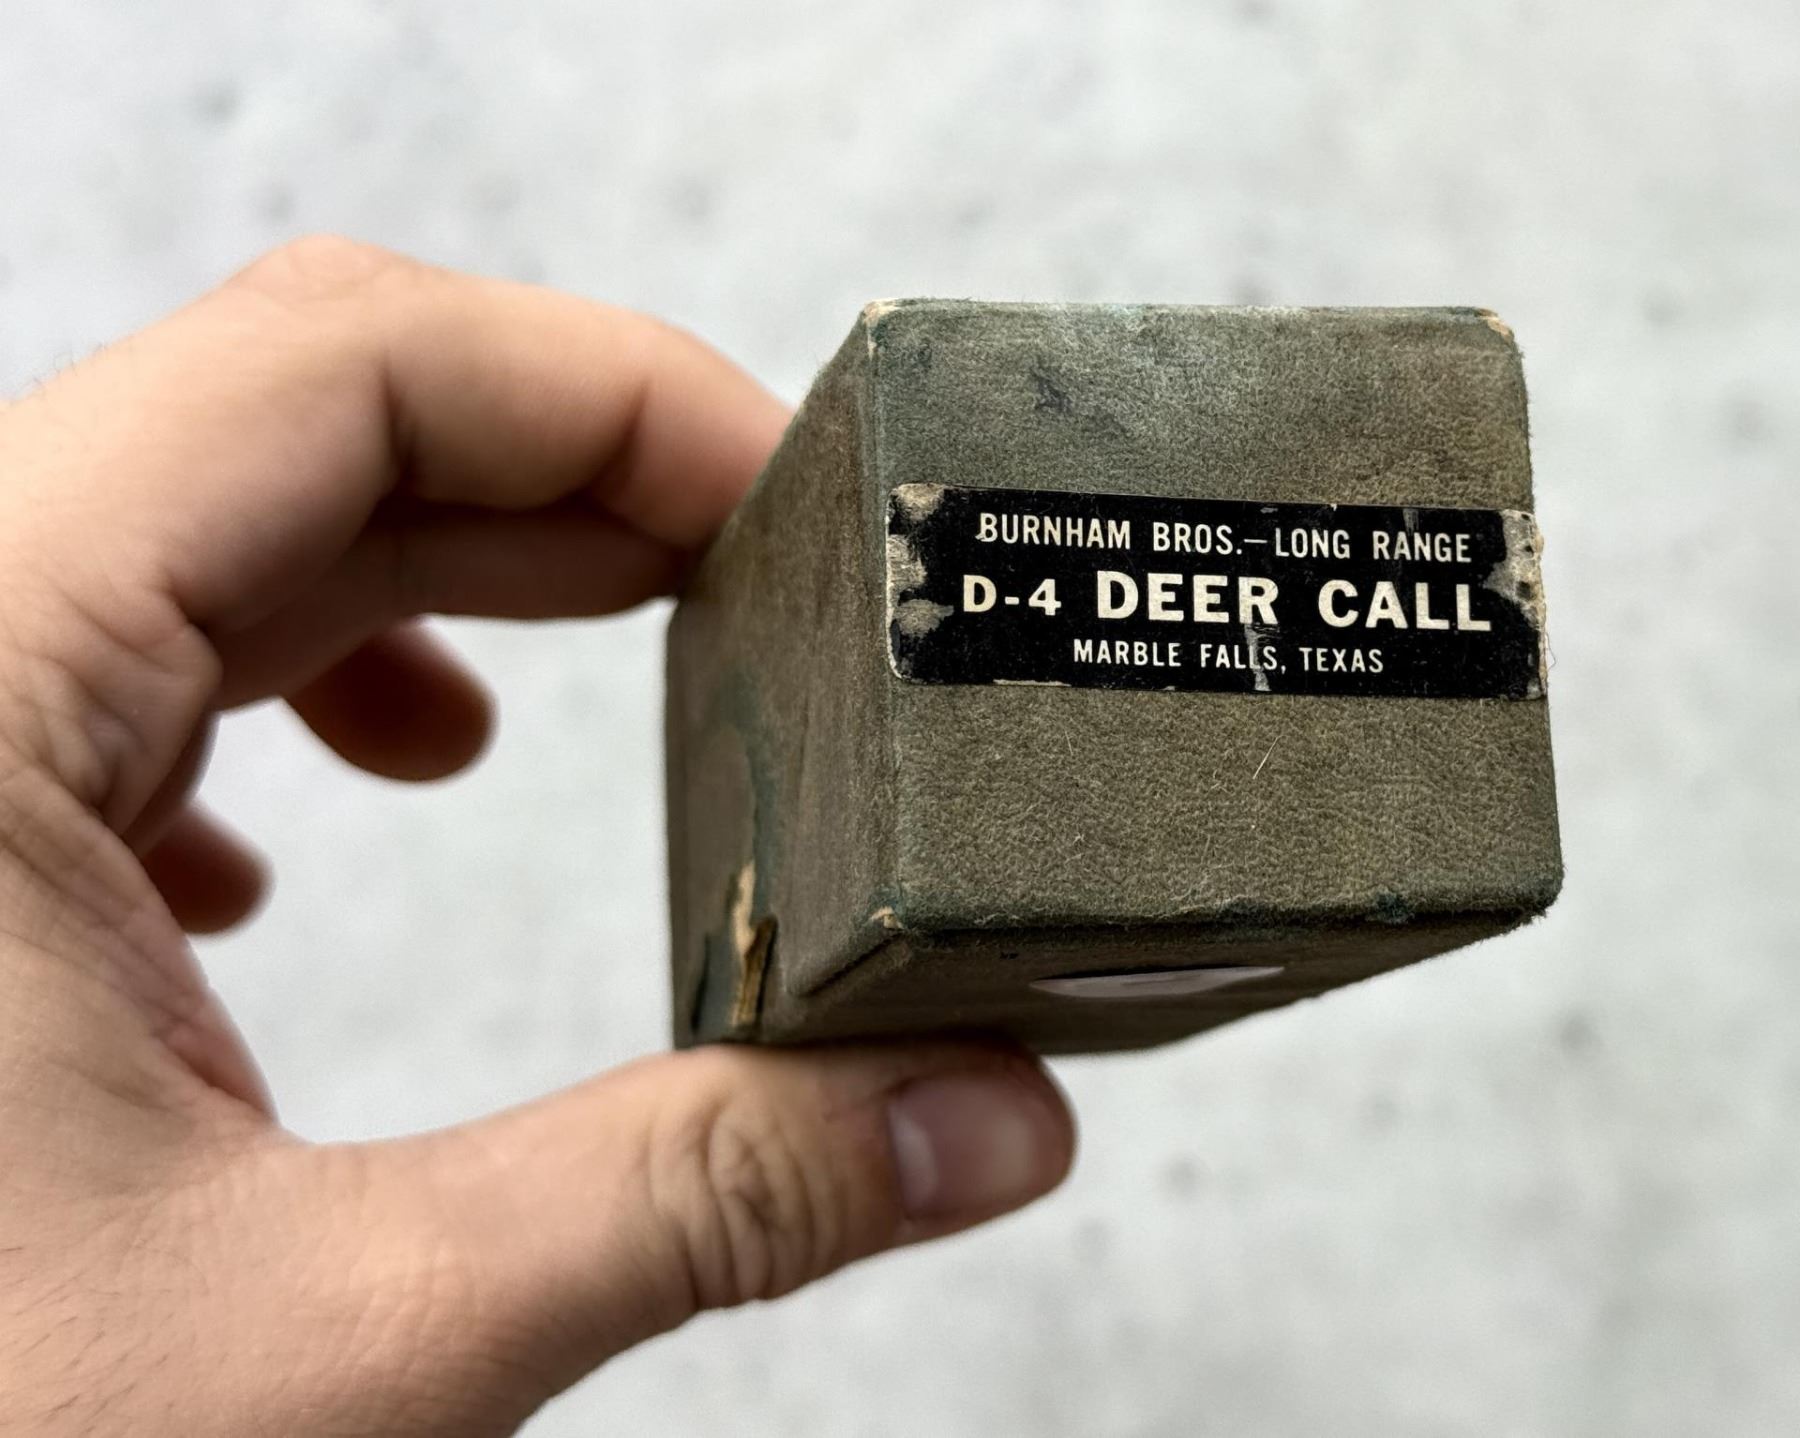 BURNHAM BROS.—LONG RANGE
D-4 DEER CALL
MARBLE FALLS, TEXAS